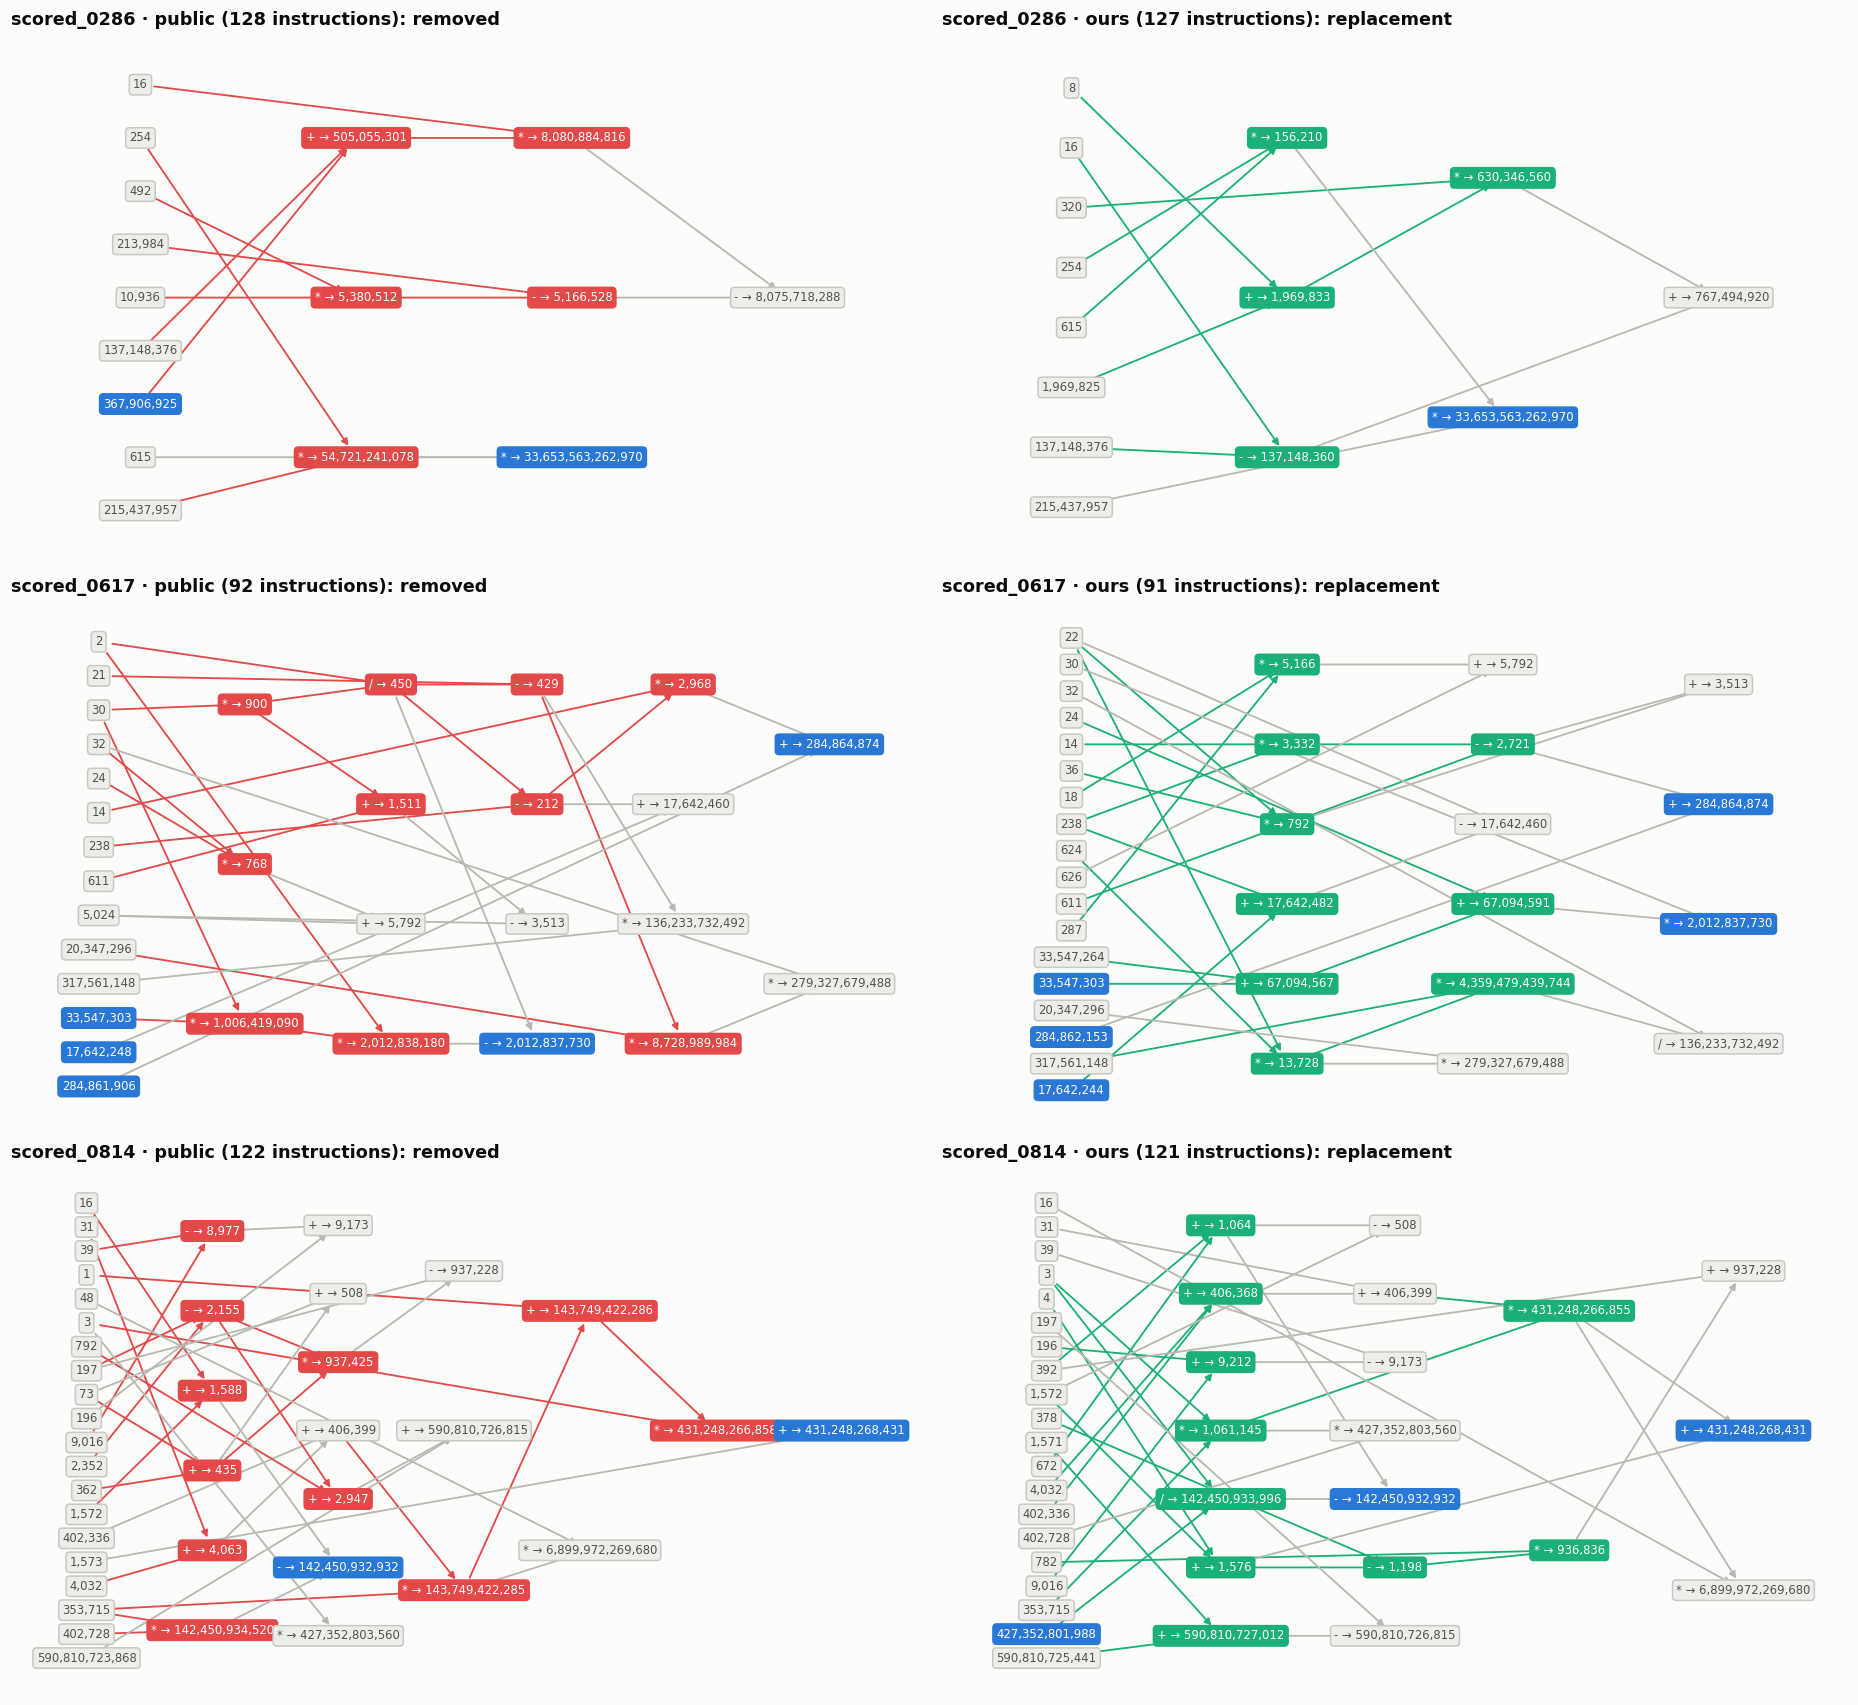 scored_0286 · public (128 instructions): removed
16
254
492
213,984
10,936
137,148,376
367,906,925
615
215,437,957
+ → 505,055,301
* → 8,080,884,816
* → 5,380,512
- → 5,166,528
- → 8,075,718,288
* → 54,721,241,078
* → 33,653,563,262,970
scored_0286 · ours (127 instructions): replacement
8
16
320
254
615
1,969,825
137,148,376
215,437,957
* → 156,210
* → 630,346,560
+ → 1,969,833
+ → 767,494,920
* → 33,653,563,262,970
- → 137,148,360
scored_0617 · public (92 instructions): removed
2
21
30
32
24
14
238
611
5,024
20,347,296
317,561,148
33,547,303
17,642,248
284,861,906
/ → 450
- → 429
* → 2,968
* → 900
+ → 284,864,874
+ → 1,511
- → 212
+ → 17,642,460
* → 768
+ → 5,792
- → 3,513
* → 136,233,732,492
* → 279,327,679,488
* → 1,006,419,090
* → 2,012,838,180
- → 2,012,837,730
* → 8,728,989,984
scored_0617 · ours (91 instructions): replacement
22
30
32
24
14
36
18
238
624
626
611
287
33,547,264
33,547,303
20,347,296
284,862,153
317,561,148
17,642,244
* → 5,166
+ → 5,792
+ → 3,513
* → 3,332
- → 2,721
+ → 284,864,874
* → 792
- → 17,642,460
+ → 17,642,482
+ → 67,094,591
* → 2,012,837,730
+ → 67,094,567
* → 4,359,479,439,744
/ → 136,233,732,492
* → 13,728
* → 279,327,679,488
scored_0814 · public (122 instructions): removed
16
31
39
1
48
3
792
197
73
196
9,016
2,352
362
1,572
402,336
1,573
4,032
353,715
402,728
590,810,723,868
- → 8,977
+ → 9,173
- → 937,228
+ → 508
- → 2,155
+ → 143,749,422,286
* → 937,425
+ → 1,588
+ → 406,399
+ → 590,810,726,815
* → 431,248,266,858
+ → 431,248,268,431
+ → 435
+ → 2,947
+ → 4,063
* → 6,899,972,269,680
- → 142,450,932,932
* → 143,749,422,285
* → 142,450,934,520
* → 427,352,803,560
scored_0814 · ours (121 instructions): replacement
16
31
39
3
4
197
196
392
1,572
378
1,571
672
4,032
402,336
402,728
782
9,016
353,715
427,352,801,988
590,810,725,441
+ → 1,064
- → 508
+ → 937,228
+ → 406,368
+ → 406,399
* → 431,248,266,855
+ → 9,212
- → 9,173
* → 1,061,145
* → 427,352,803,560
+ → 431,248,268,431
/ → 142,450,933,996
- → 142,450,932,932
+ → 1,576
- → 1,198
* → 936,836
* → 6,899,972,269,680
+ → 590,810,727,012
- → 590,810,726,815